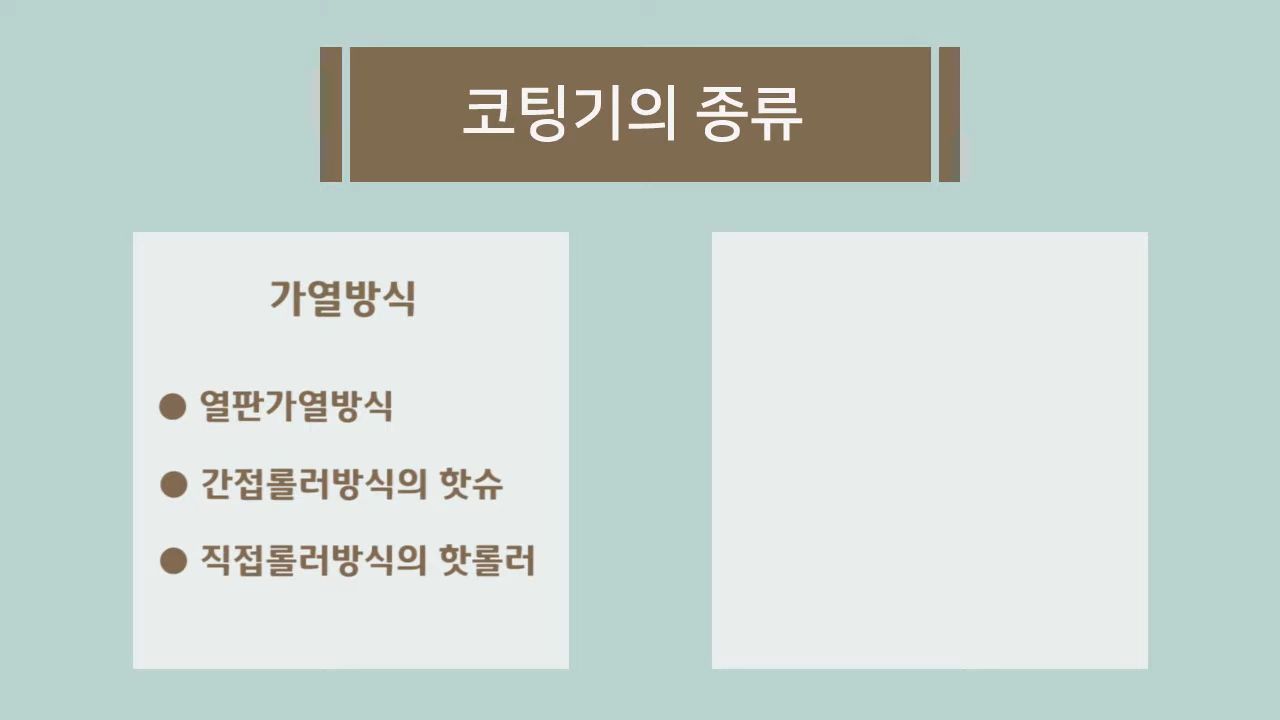 코팅기의 종류
가열방식
● 열판가열방식
● 간접롤러방식의 핫슈
● 직접롤러방식의 핫롤러